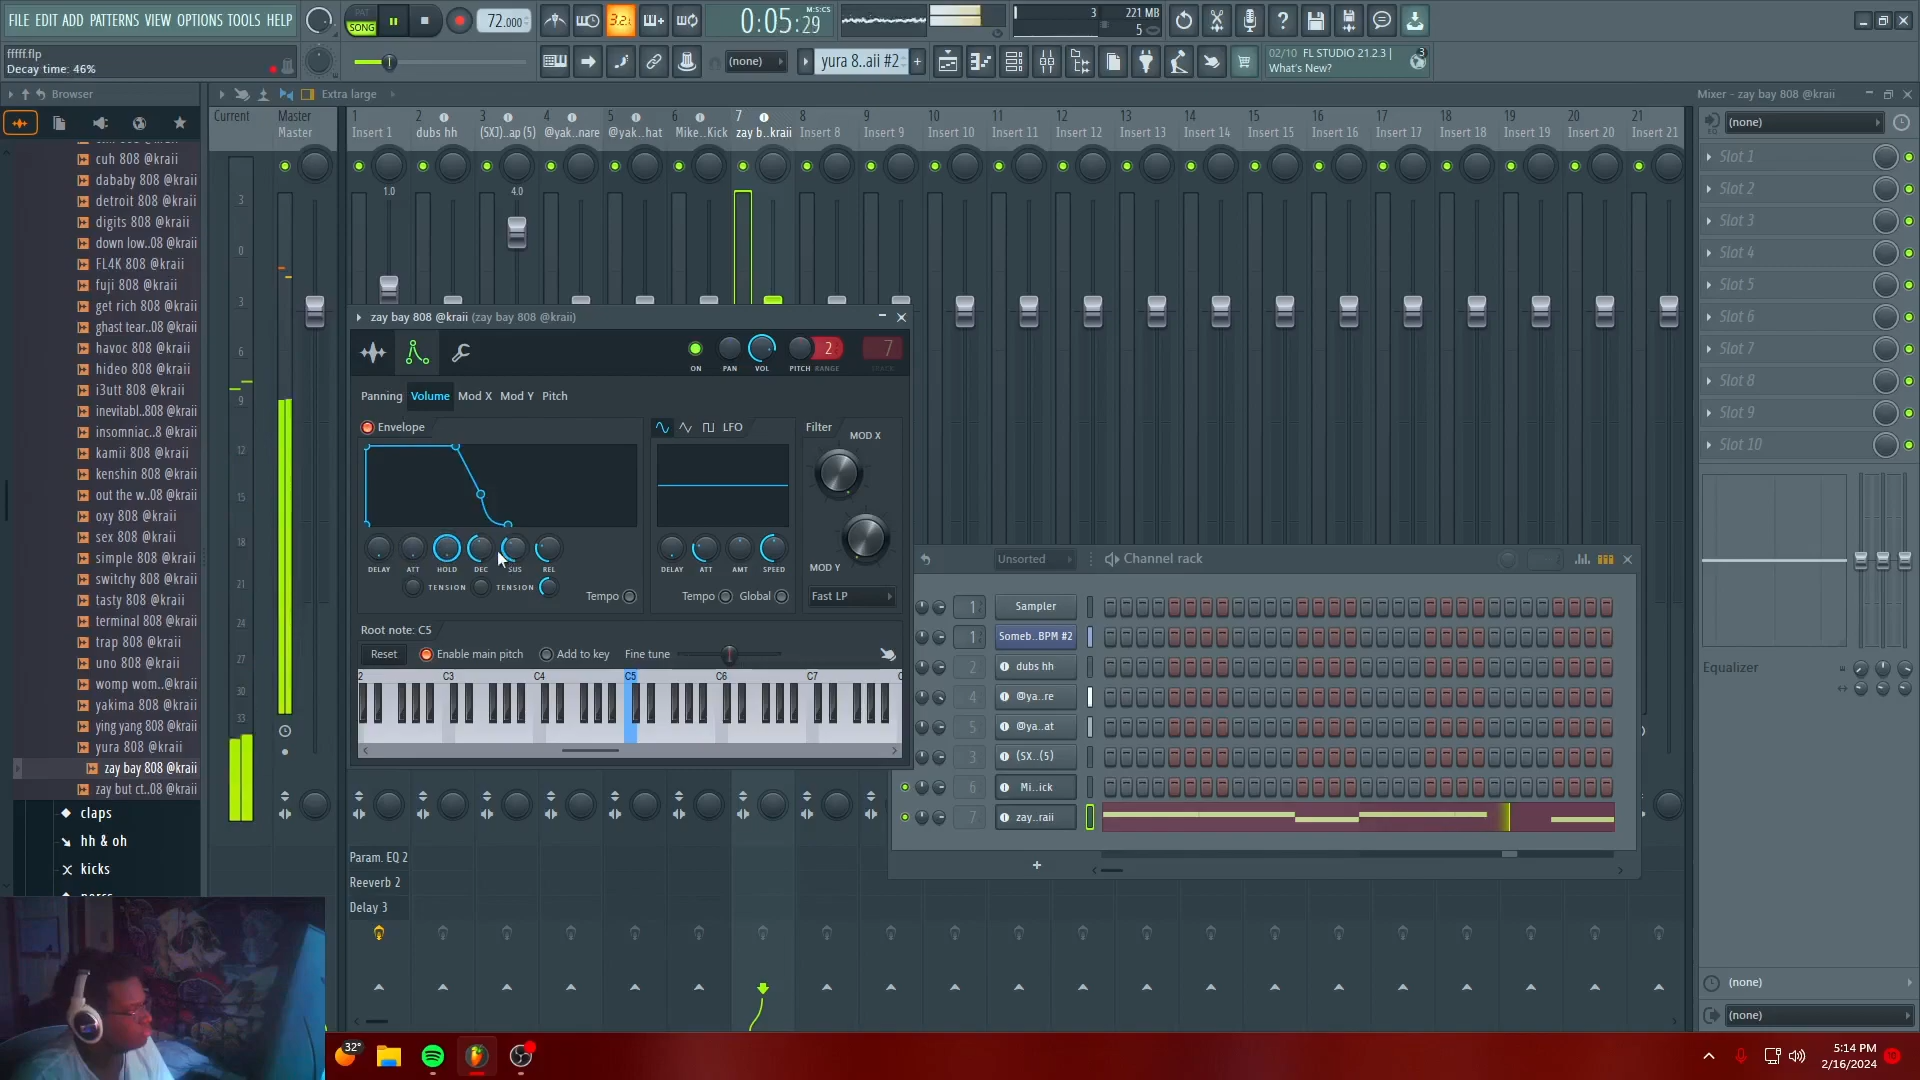 FILE EDIT ADD PATTERNS VIEW OPTIONS TOOLS HELP
PAT
SONG
72.000
3.2:
0:05:29
M:S:CS
3
221 MB
5
fffff.flp
Decay time: 46%
(none)
yura 8..aii #2
02/10 FL STUDIO 21.2.3 |
What's New?
3
Browser
Extra large
Mixer - zay bay 808 @kraii
Current
Master
Master
1
Insert 1
2
dubs hh
3
(SXJ)..ap (5)
4
@yak..nare
5
@yak..hat
6
Mike..Kick
7
zay b..kraii
8
Insert 8
9
Insert 9
10
Insert 10
11
Insert 11
12
Insert 12
13
Insert 13
14
Insert 14
15
Insert 15
16
Insert 16
17
Insert 17
18
Insert 18
19
Insert 19
20
Insert 20
21
Insert 21
1.0
4.0
3
0
3
6
9
12
15
18
21
24
27
30
33
cuh 808 @kraii
dababy 808 @kraii
detroit 808 @kraii
digits 808 @kraii
down low..08 @kraii
FL4K 808 @kraii
fuji 808 @kraii
get rich 808 @kraii
ghast tear..08 @kraii
havoc 808 @kraii
hideo 808 @kraii
i3utt 808 @kraii
inevitabl..808 @kraii
insomniac..8 @kraii
kamii 808 @kraii
kenshin 808 @kraii
out the w..08 @kraii
oxy 808 @kraii
sex 808 @kraii
simple 808 @kraii
switchy 808 @kraii
tasty 808 @kraii
terminal 808 @kraii
trap 808 @kraii
uno 808 @kraii
womp wom..@kraii
yakima 808 @kraii
ying yang 808 @kraii
yura 808 @kraii
zay bay 808 @kraii
zay but ct..08 @kraii
claps
hh & oh
kicks
zay bay 808 @kraii (zay bay 808 @kraii)
ON
PAN
VOL
PITCH
RANGE
2
7
TRACK
Panning
Volume
Mod X
Mod Y
Pitch
Envelope
LFO
Filter
MOD X
MOD Y
DELAY
ATT
HOLD
DEC
SUS
REL
TENSION
TENSION
Tempo
DELAY
ATT
AMT
SPEED
Tempo
Global
Fast LP
Root note: C5
Reset
Enable main pitch
Add to key
Fine tune
2
C3
C4
C5
C6
C7
Unsorted
Channel rack
1
Sampler
1
Someb..BPM #2
2
dubs hh
4
@ya..re
5
@ya..at
3
(SX..(5)
6
Mi..ick
7
zay..raii
+
Param. EQ 2
Reeverb 2
Delay 3
(none)
Slot 1
Slot 2
Slot 3
Slot 4
Slot 5
Slot 6
Slot 7
Slot 8
Slot 9
Slot 10
Equalizer
(none)
(none)
32°
5:14 PM
2/16/2024